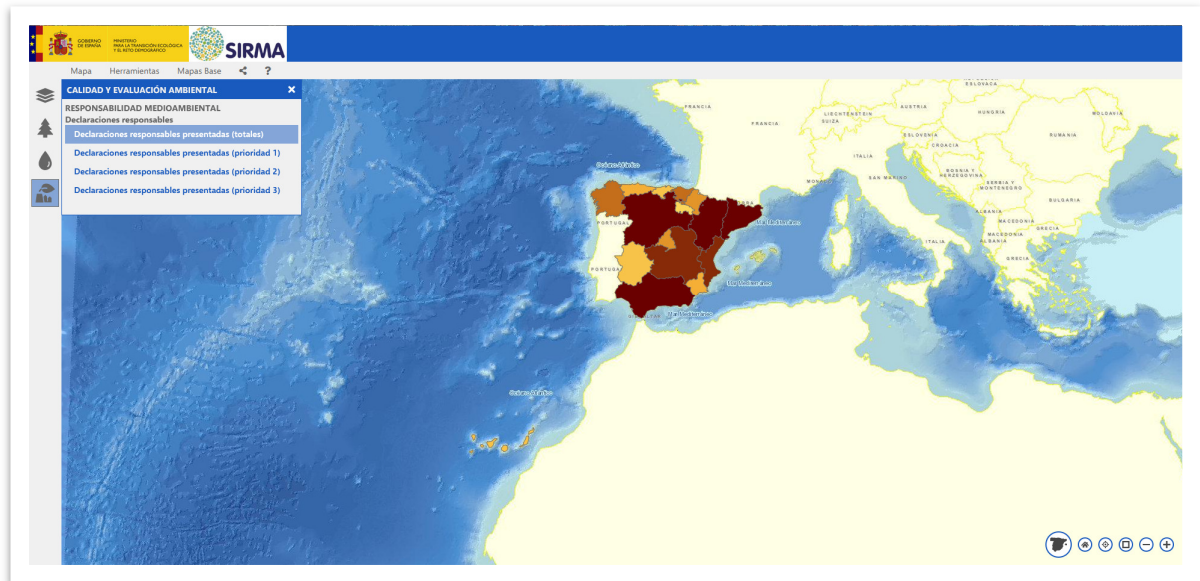 GOBIERNO
DE ESPAÑA
MINISTERIO
PARA LA TRANSICIÓN ECOLÓGICA
Y EL RETO DEMOGRÁFICO
SIRMA
Mapa Herramientas Mapas Base ?
CALIDAD Y EVALUACIÓN AMBIENTAL
RESPONSABILIDAD MEDIOAMBIENTAL
Declaraciones responsables
Declaraciones responsables presentadas (totales)
Declaraciones responsables presentadas (prioridad 1)
Declaraciones responsables presentadas (prioridad 2)
Declaraciones responsables presentadas (prioridad 3)
ESLOVACA
FRANCIA
FRANCIA
LIECHTENSTEIN
SUIZA
AUSTRIA
HUNGRÍA
MOLDAVIA
ESLOVENIA
CROACIA
RUMANIA
ITALIA
Océano Atlántico
SAN MARINO
BOSNIA Y
HERZEGOVINA
SERBIA Y
MONTENEGRO
BULGARIA
ALBANIA
MACEDONIA
GRECIA
PORTUGAL
Mar Mediterráneo
MACEDONIA
ALBANIA
ITALIA
GRECIA
Mar Mediterráneo
Mar Mediterráneo
Océano Atlántico